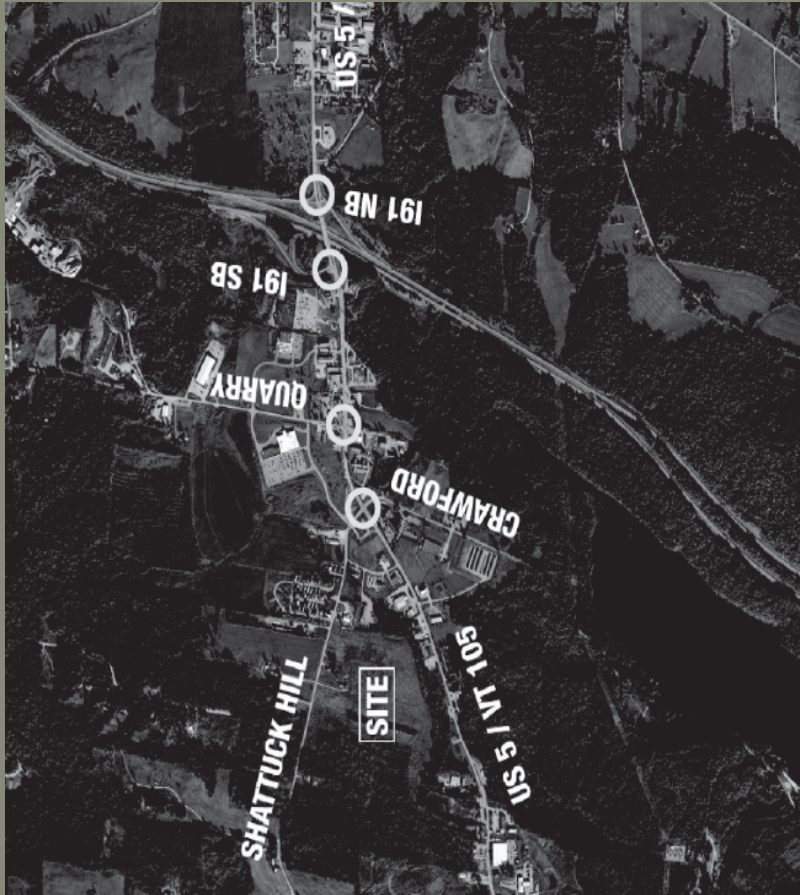 US 5
I91 NB
I91 SB
QUARRY
CRAWFORD
SHATTUCK HILL
SITE
US 5 / VT 105